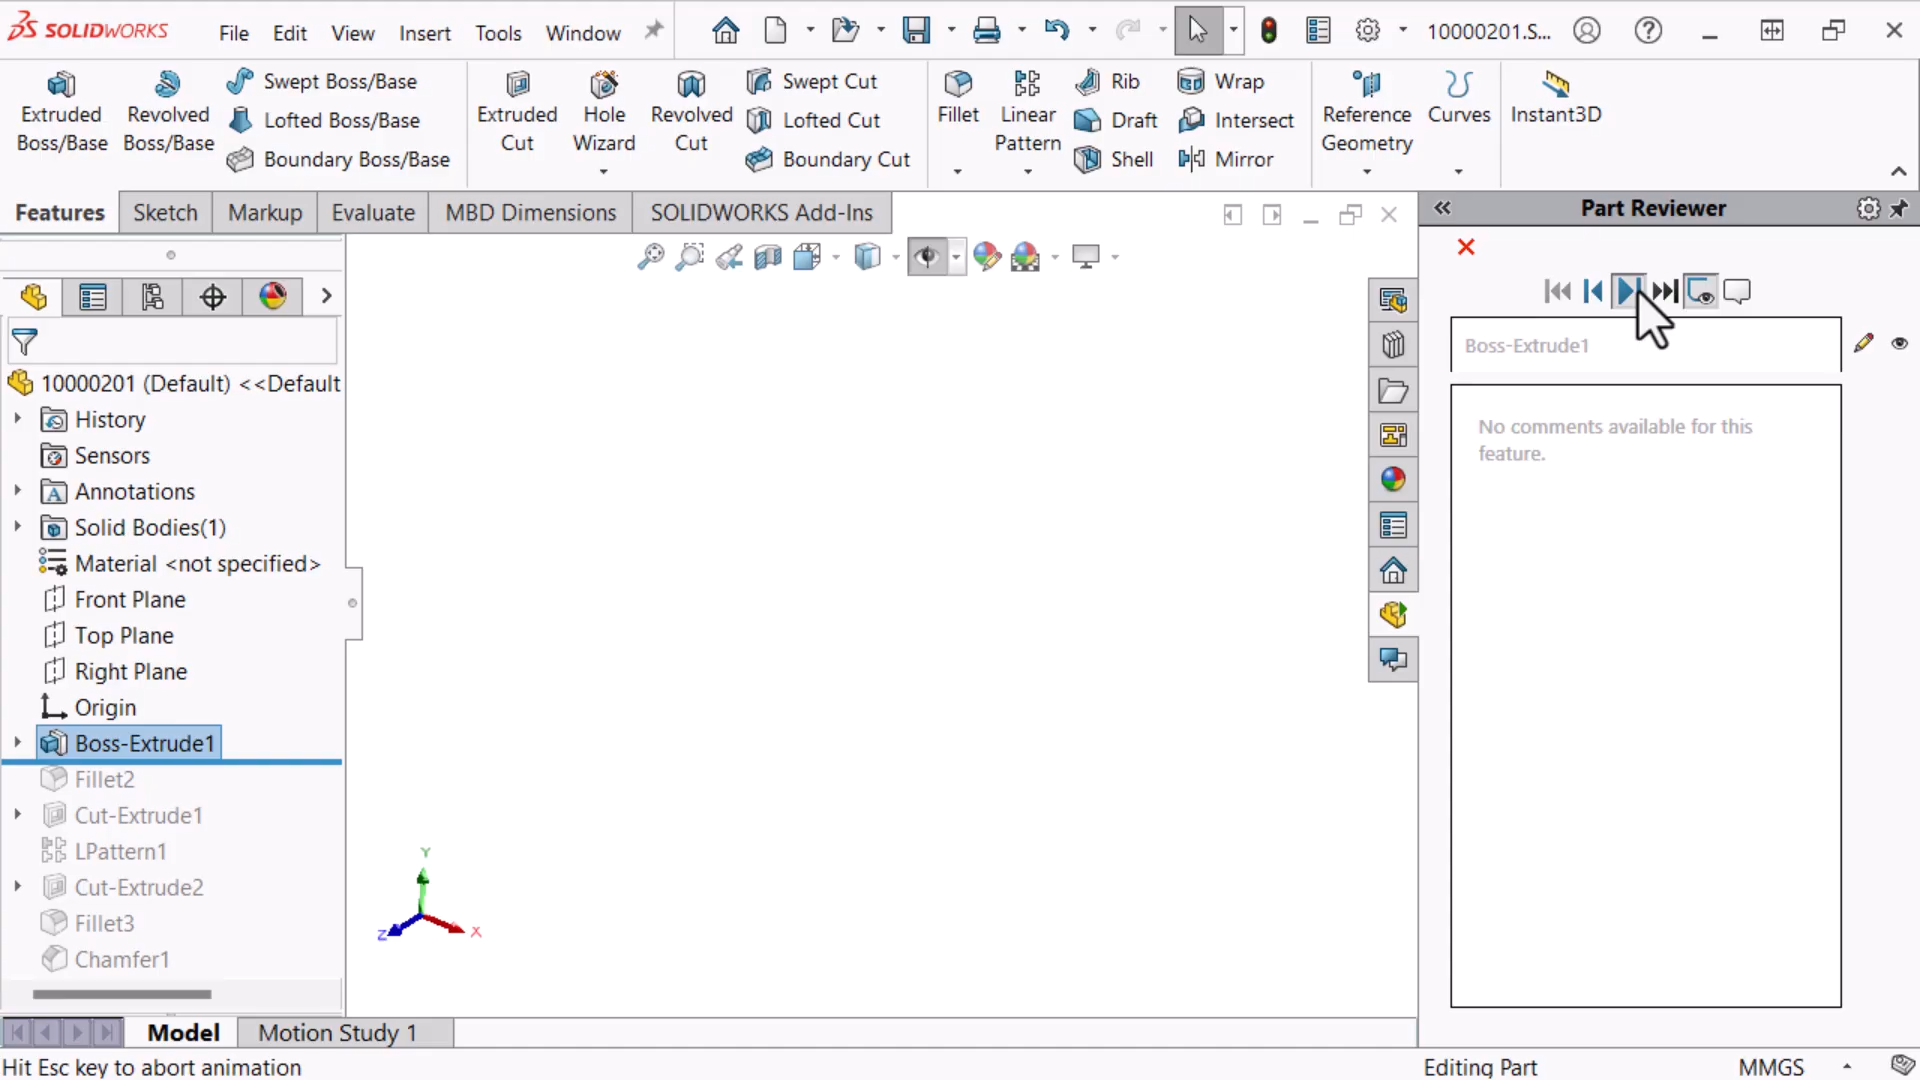 SOLIDWORKS
File Edit View Insert Tools Window
10000201.S...
Extruded Boss/Base
Revolved Boss/Base
Swept Boss/Base
Lofted Boss/Base
Boundary Boss/Base
Extruded Cut
Hole Wizard
Revolved Cut
Swept Cut
Lofted Cut
Boundary Cut
Fillet
Linear Pattern
Rib
Draft
Shell
Wrap
Intersect
Mirror
Reference Geometry
Curves
Instant3D
Features Sketch Markup Evaluate MBD Dimensions SOLIDWORKS Add-Ins
Part Reviewer
Boss-Extrude1
No comments available for this
feature.
10000201 (Default) <<Default
History
Sensors
Annotations
Solid Bodies(1)
Material <not specified>
Front Plane
Top Plane
Right Plane
Origin
Boss-Extrude1
Fillet2
Cut-Extrude1
LPattern1
Cut-Extrude2
Fillet3
Chamfer1
Y
Z
X
Model Motion Study 1
Hit Esc key to abort animation
Editing Part
MMGS